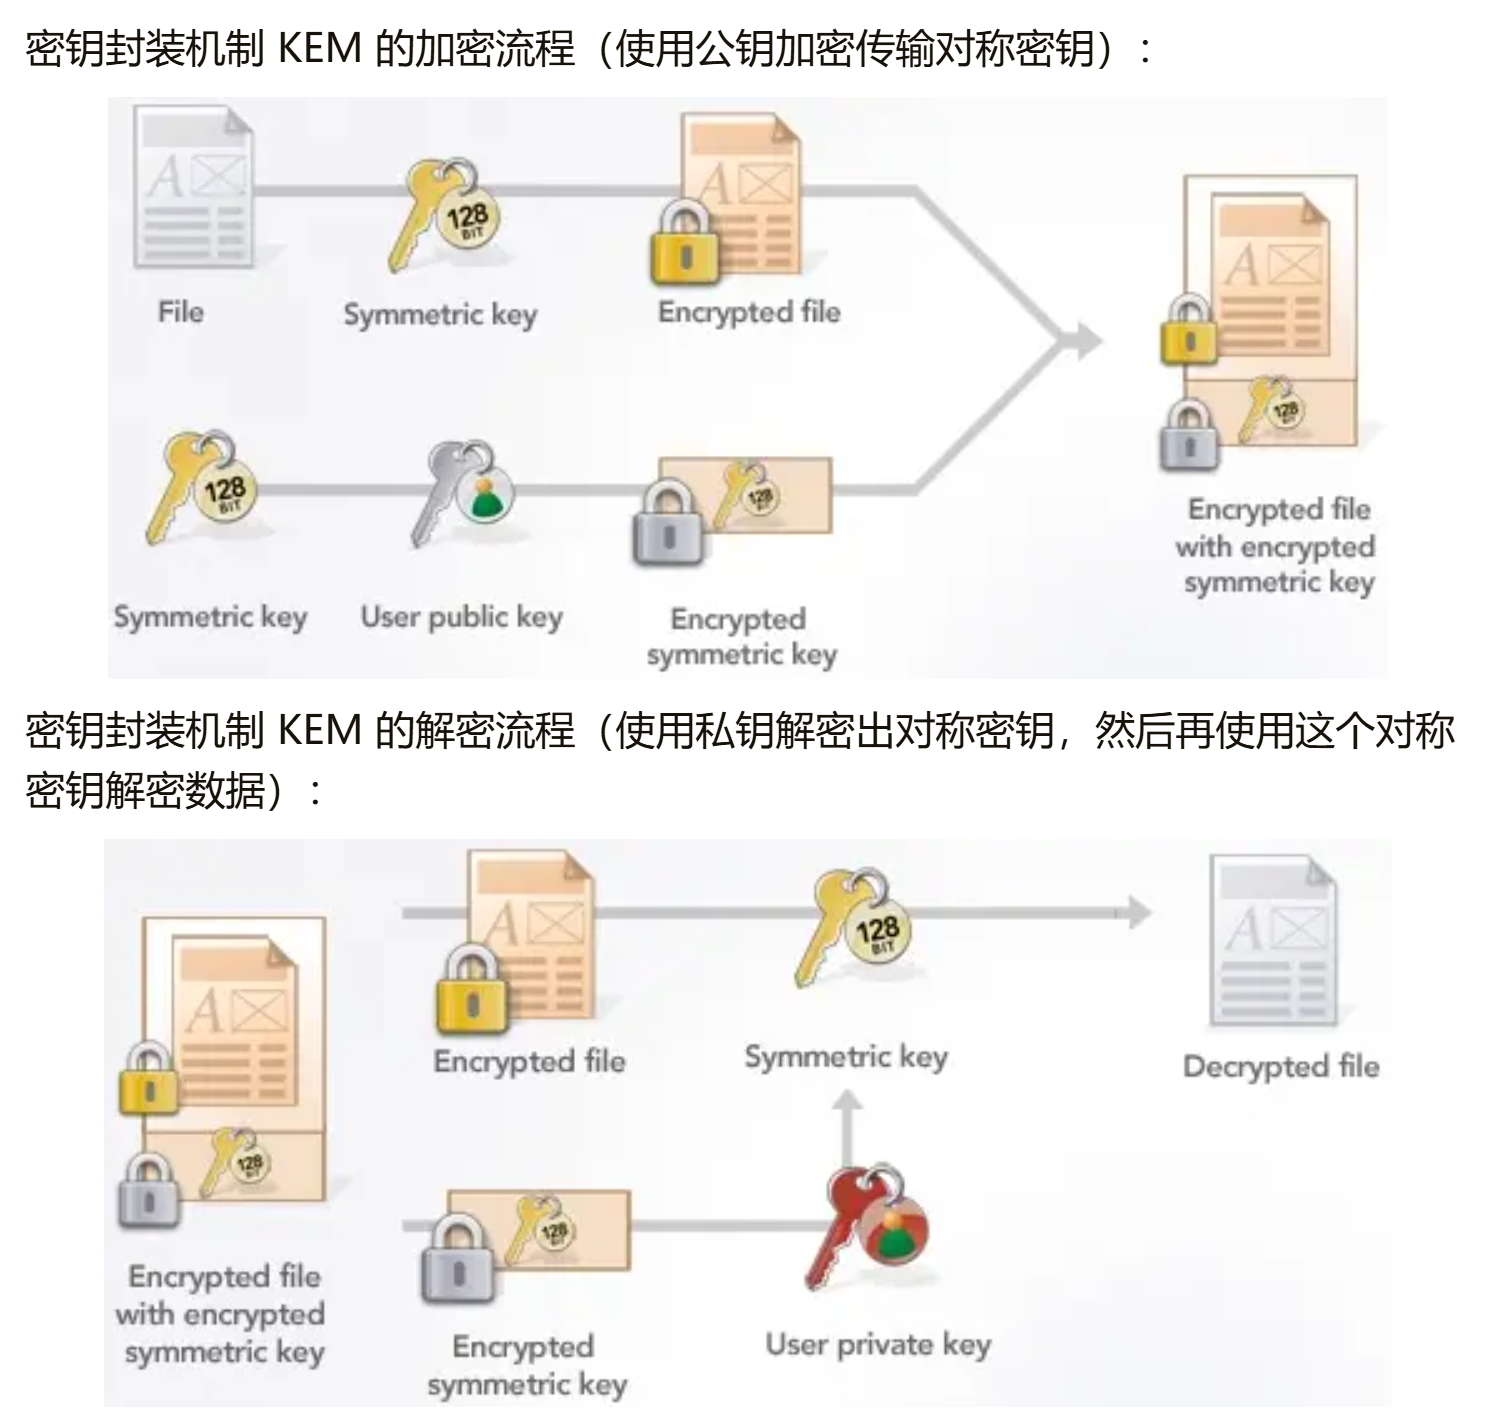 密钥封装机制 KEM 的加密流程（使用公钥加密传输对称密钥）：
128
BIT
File
Symmetric key
Encrypted file
128
128
BIT
128
Encrypted file
with encrypted
symmetric key
Symmetric key
User public key
Encrypted
symmetric key
密钥封装机制 KEM 的解密流程（使用私钥解密出对称密钥，然后再使用这个对称
密钥解密数据）：
128
BIT
Encrypted file
Symmetric key
Decrypted file
128
128
Encrypted file
with encrypted
symmetric key
Encrypted
symmetric key
User private key